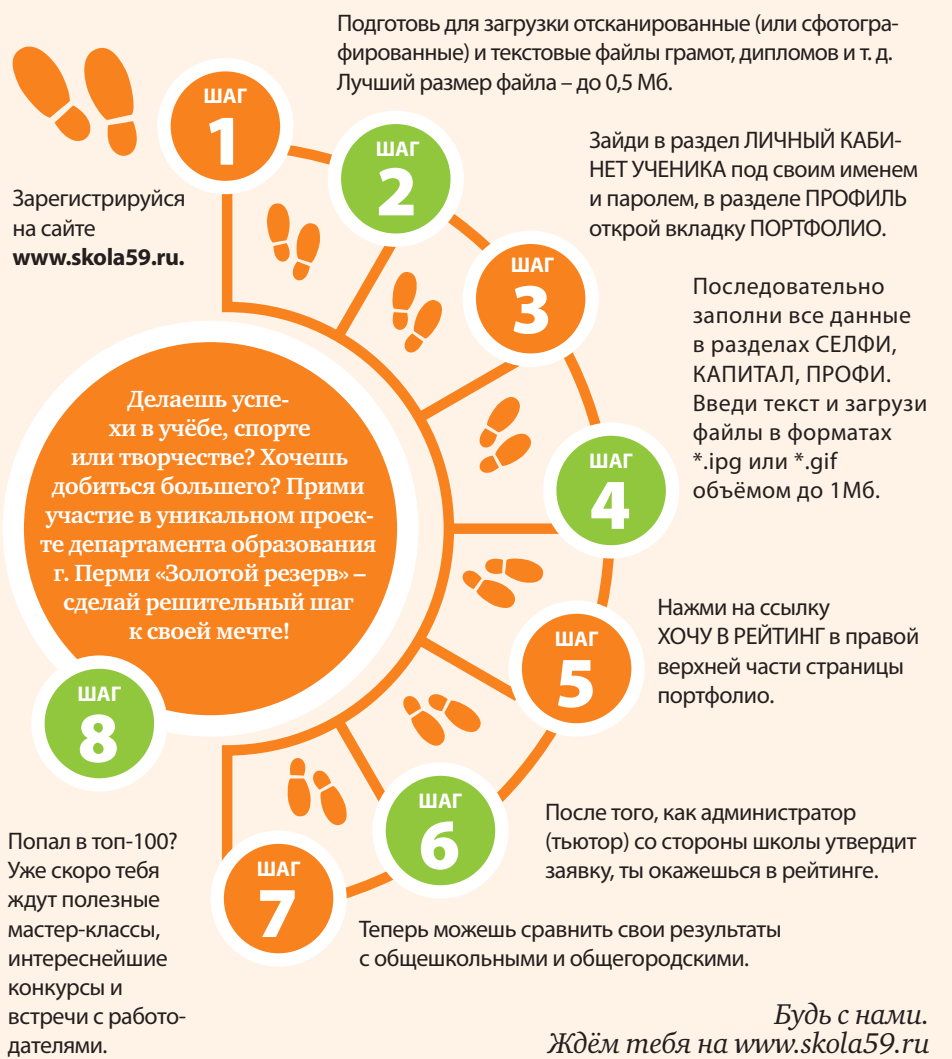 Подготовь для загрузки отсканированные (или сфотогра-
фированные) и текстовые файлы грамот, дипломов и т. д.
Лучший размер файла – до 0,5 Мб.
ШАГ
1
Зарегистрируйся
на сайте
www.skola59.ru.
ШАГ
2
Зайди в раздел ЛИЧНЫЙ КАБИ-
НЕТ УЧЕНИКА под своим именем
и паролем, в разделе ПРОФИЛЬ
открой вкладку ПОРТФОЛИО.
ШАГ
3
Последовательно
заполни все данные
в разделах СЕЛФИ,
КАПИТАЛ, ПРОФИ.
Введи текст и загрузи
файлы в форматах
*.ipg или *.gif
объёмом до 1Мб.
ШАГ
4
Делаешь успе-
хи в учёбе, спорте
или творчестве? Хочешь
добиться большего? Прими
участие в уникальном проек-
те департамента образования
г. Перми «Золотой резерв» –
сделай решительный шаг
к своей мечте!
Нажми на ссылку
ХОЧУ В РЕЙТИНГ в правой
верхней части страницы
портфолио.
ШАГ
5
После того, как администратор
(тьютор) со стороны школы утвердит
заявку, ты окажешься в рейтинге.
ШАГ
6
Теперь можешь сравнить свои результаты
с общешкольными и общегородскими.
ШАГ
7
ШАГ
8
Попал в топ-100?
Уже скоро тебя
ждут полезные
мастер-классы,
интереснейшие
конкурсы и
встречи с работо-
дателями.
Будь с нами.
Ждём тебя на www.skola59.ru